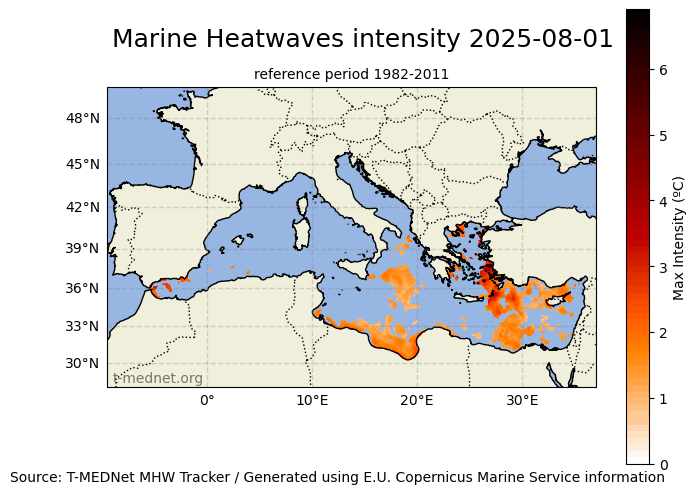 Marine Heatwaves intensity 2025-08-01
reference period 1982-2011
48°N
45°N
42°N
39°N
36°N
33°N
30°N
t-mednet.org
0°
10°E
20°E
30°E
6
5
4
3
2
1
0
Max Intensity (ºC)
Source: T-MEDNet MHW Tracker / Generated using E.U. Copernicus Marine Service information